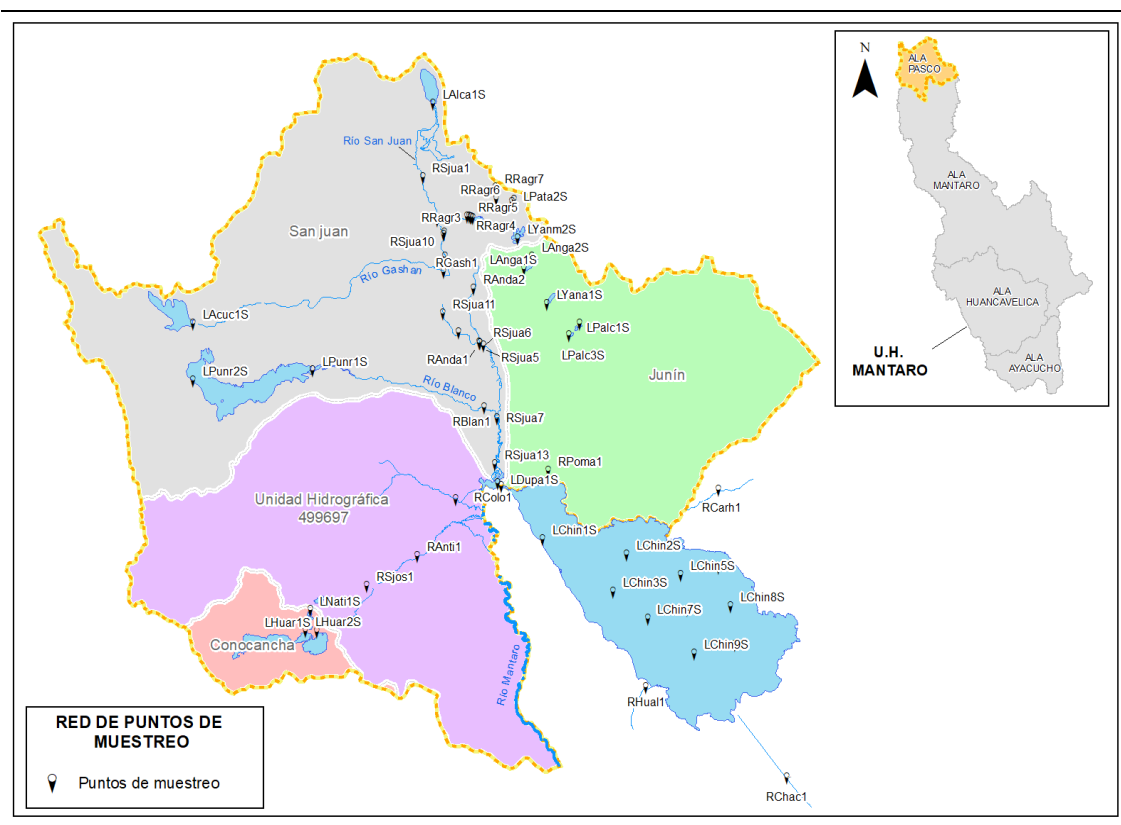 N
ALA
PASCO
ALA
MANTARO
ALA
HUANCAVELICA
ALA
AYACUCHO
U.H.
MANTARO
LAlca1S
Río San Juan
RSjua1
RRagr7
RRagr6
LPata2S
RRagr5
RRagr3
RRagr4
San juan
LYanm2S
RSjua10
LAnga2S
RGash1
LAnga1S
Río Gashan
RAnda2
LYana1S
RSjua11
LAcuc1S
LPalc1S
RSjua6
LPalc3S
RAnda1
RSjua5
LPunr1S
LPunr2S
Junín
Río Blanco
RBlan1
RSjua7
RSjua13
RPoma1
LDupa1S
Unidad Hidrográfica
499697
RColo1
RCarh1
LChin1S
LChin2S
RAnti1
LChin5S
RSjos1
LChin3S
LChin8S
LNati1S
LChin7S
LHuar1S
LHuar2S
Conocancha
LChin9S
Río Mantaro
RHual1
RChac1
RED DE PUNTOS DE
MUESTREO
Puntos de muestreo